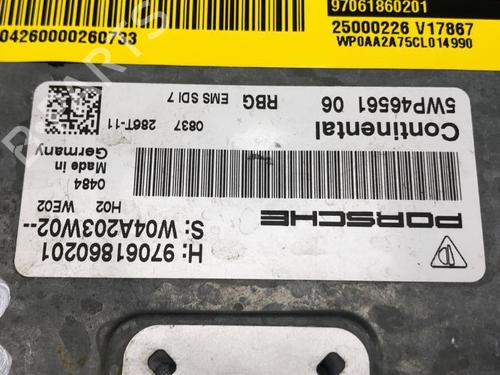 97061860201
04260000260733
25000226 V17867
WP0AA2A75CL014990
PORSCHE
H: 97061860201
S: W04A203W02--
H02 WE02
0484
Made in
Germany
Continental
5WP46561 06
RBG EMS SDI 7
0837 286T-11